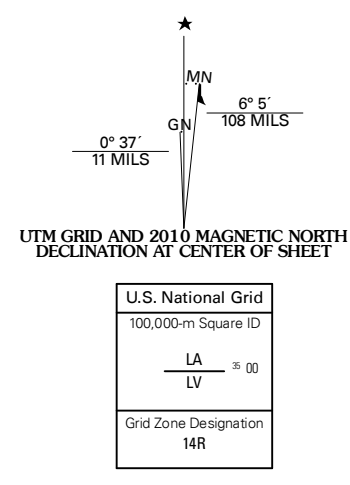 ★
MN
GN
6° 5´
108 MILS
0° 37´
11 MILS
UTM GRID AND 2010 MAGNETIC NORTH
DECLINATION AT CENTER OF SHEET
U.S. National Grid
100,000-m Square ID
LA
35 00
LV
Grid Zone Designation
14R